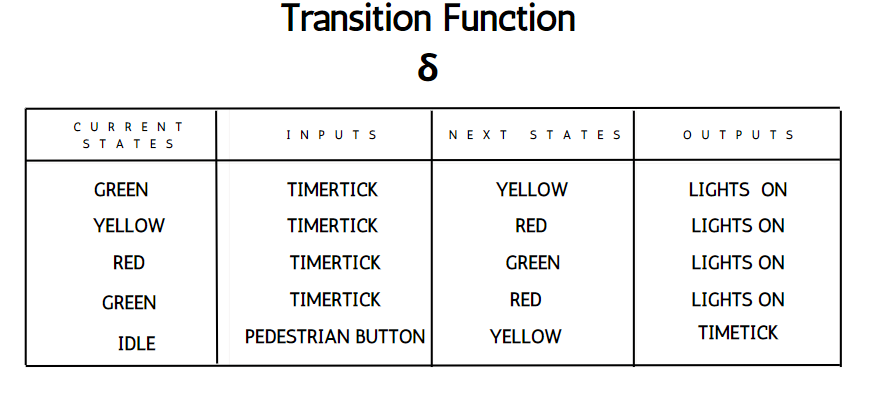 Transition Function
δ
CURRENT STATES INPUTS NEXT STATES OUTPUTS
GREEN TIMERTICK YELLOW LIGHTS ON
YELLOW TIMERTICK RED LIGHTS ON
RED TIMERTICK GREEN LIGHTS ON
GREEN TIMERTICK RED LIGHTS ON
IDLE PEDESTRIAN BUTTON YELLOW TIMETICK